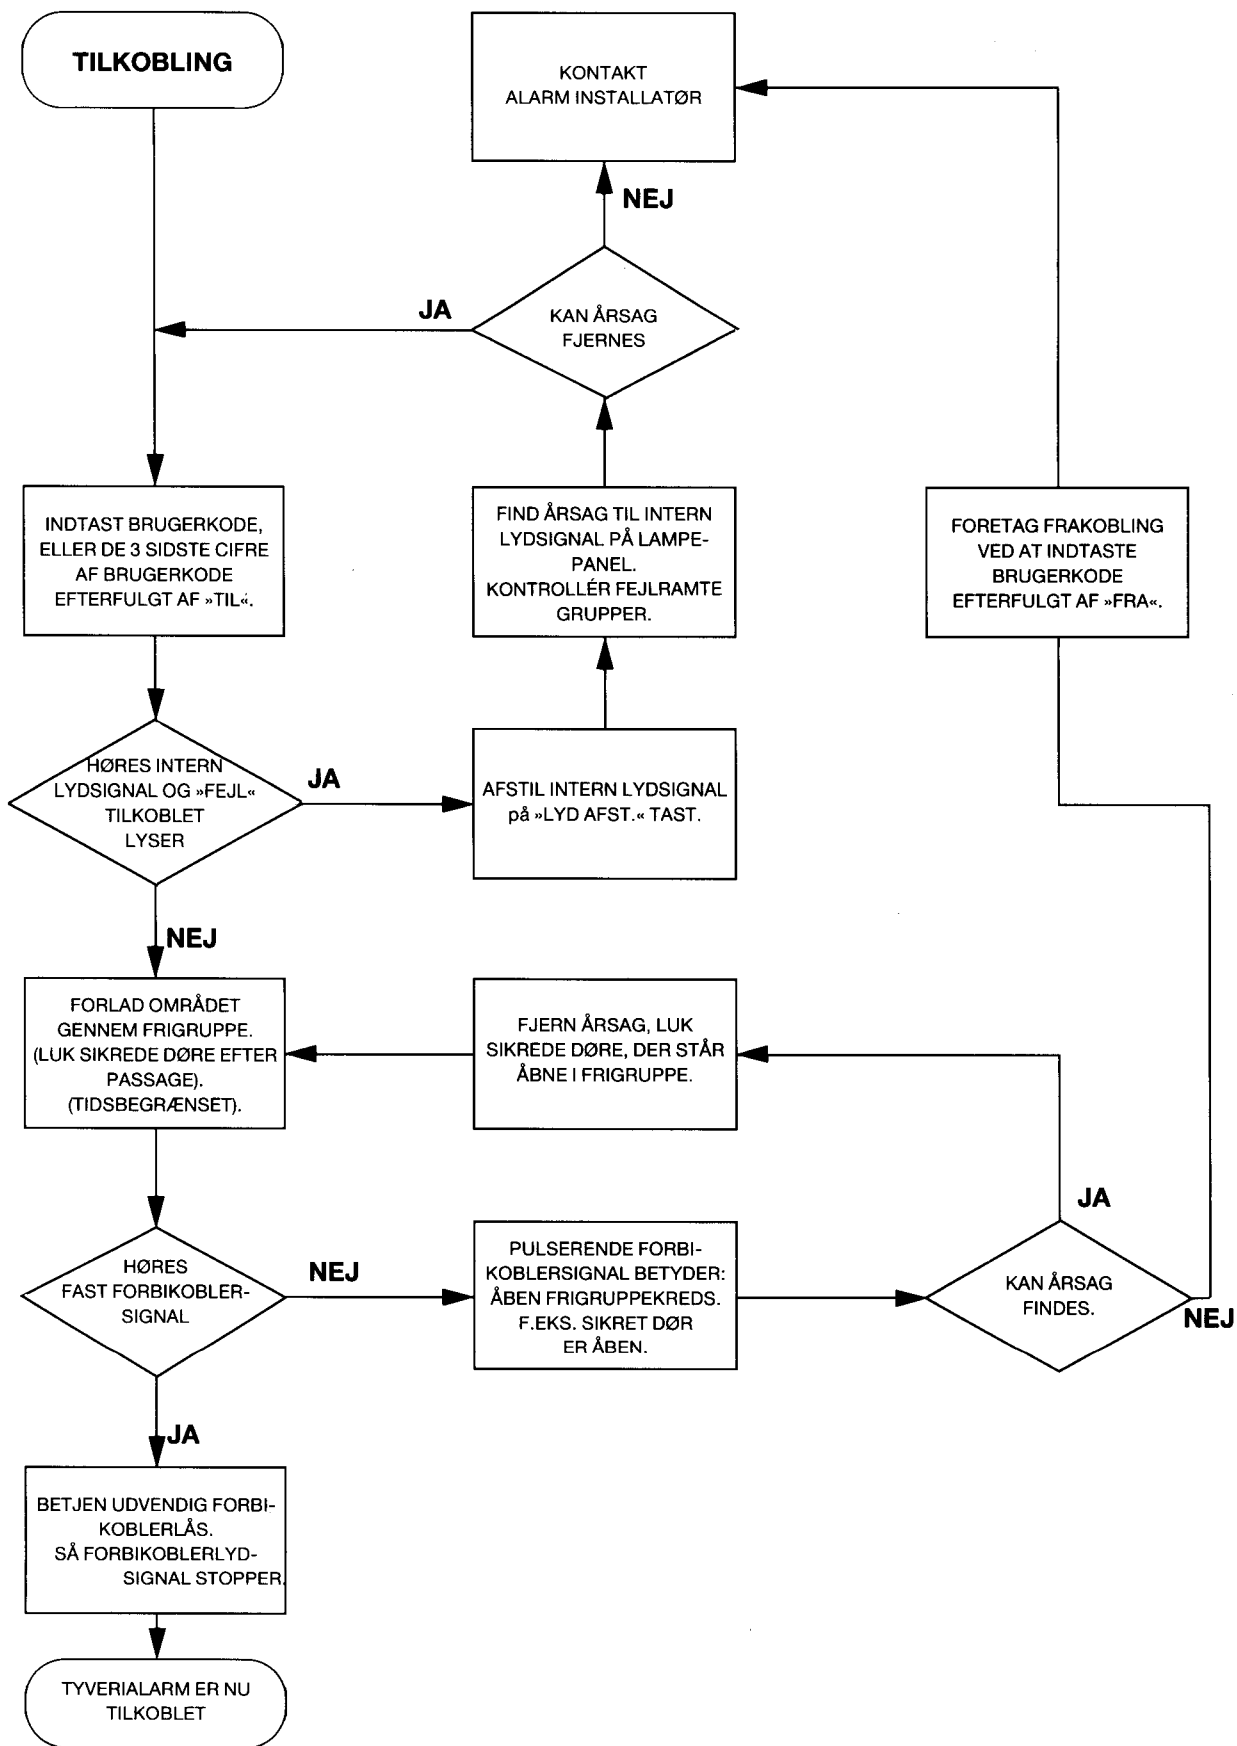 TILKOBLING
KONTAKT
ALARM INSTALLATØR
NEJ
JA
KAN ÅRSAG
FJERNES
INDTAST BRUGERKODE,
ELLER DE 3 SIDSTE CIFRE
AF BRUGERKODE
EFTERFULGT AF »TIL«.
FIND ÅRSAG TIL INTERN
LYDSIGNAL PÅ LAMPE-
PANEL.
KONTROLLÉR FEJLRAMTE
GRUPPER.
FORETAG FRAKOBLING
VED AT INDTASTE
BRUGERKODE
EFTERFULGT AF »FRA«.
HØRES INTERN
LYDSIGNAL OG »FEJL«
TILKOBLET
LYSER
JA
AFSTIL INTERN LYDSIGNAL
på »LYD AFST.« TAST.
NEJ
FORLAD OMRÅDET
GENNEM FRIGRUPPE.
(LUK SIKREDE DØRE EFTER
PASSAGE).
(TIDSBEGRÆNSET).
FJERN ÅRSAG, LUK
SIKREDE DØRE, DER STÅR
ÅBNE I FRIGRUPPE.
JA
HØRES
FAST FORBIKOBLER-
SIGNAL
NEJ
PULSERENDE FORBI-
KOBLERSIGNAL BETYDER:
ÅBEN FRIGRUPPEKREDS.
F.EKS. SIKRET DØR
ER ÅBEN.
KAN ÅRSAG
FINDES.
NEJ
JA
BETJEN UDVENDIG FORBI-
KOBLERLÅS.
SÅ FORBIKOBLERLYD-
SIGNAL STOPPER.
TYVERIALARM ER NU
TILKOBLET